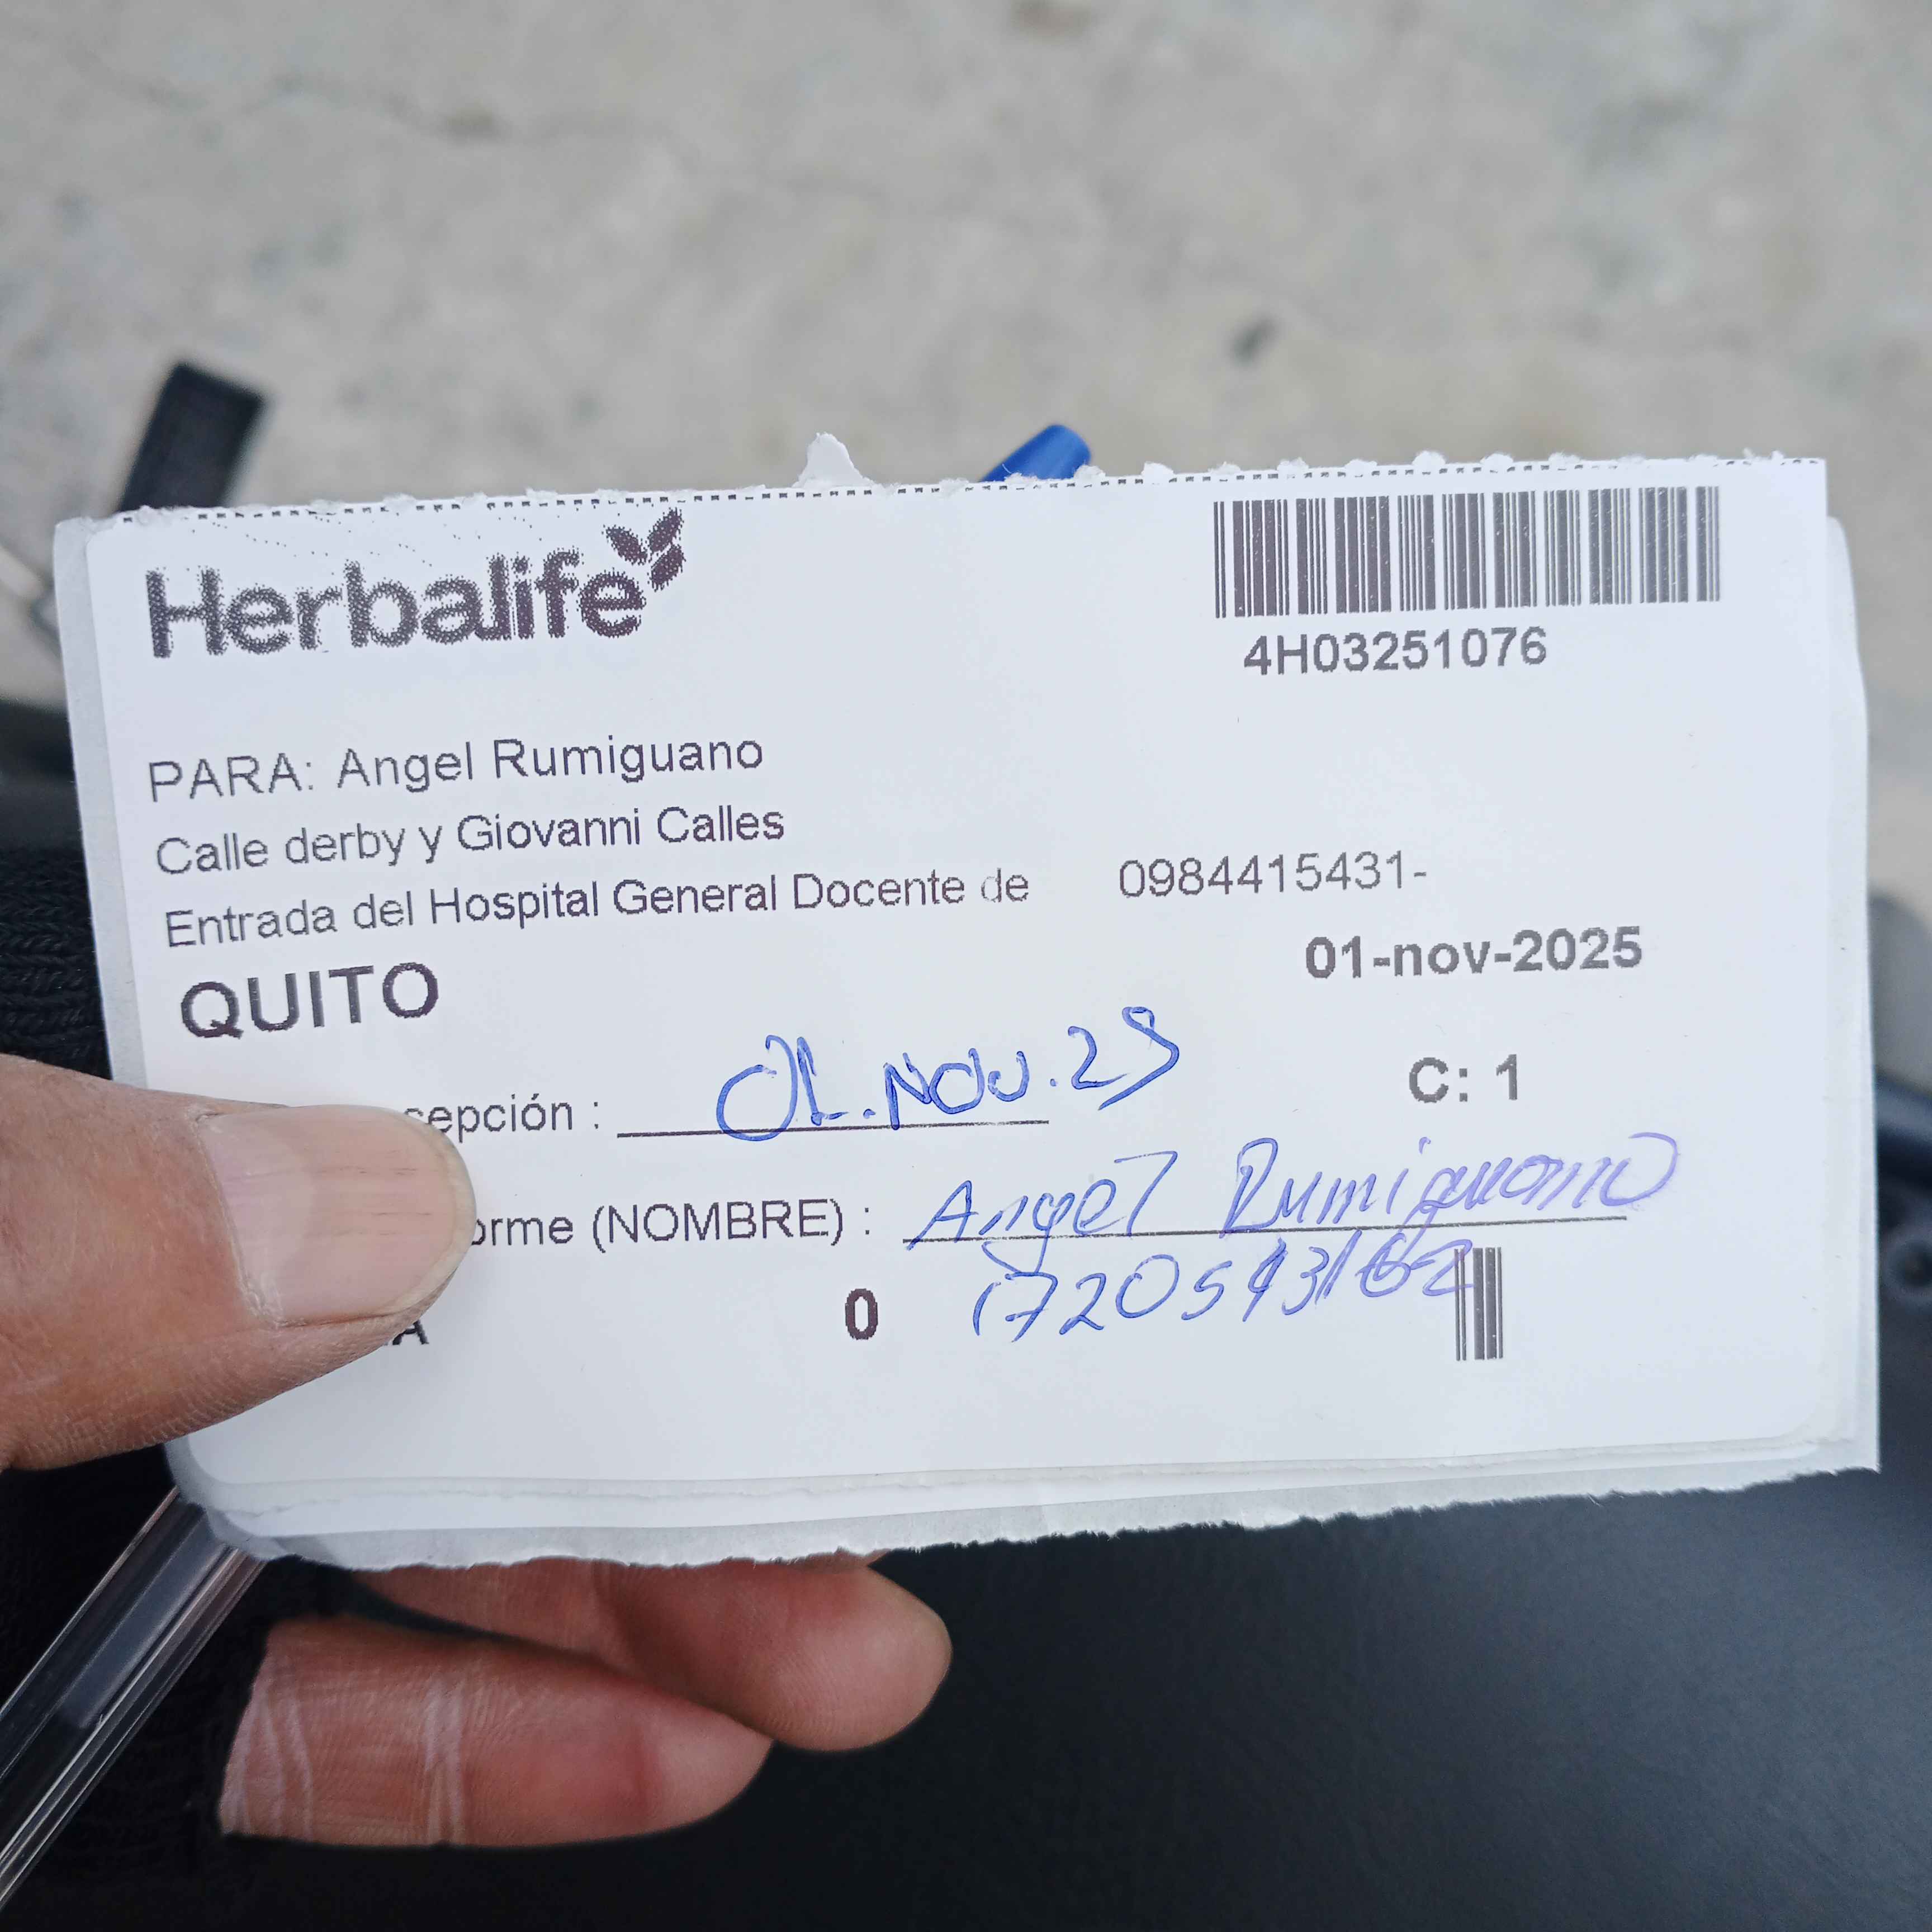 Herbalife
4H03251076
PARA: Angel Rumiguano
Calle derby y Giovanni Calles
Entrada del Hospital General Docente de 0984415431-
01-nov-2025
QUITO
cepción : 01.NOV.25
C: 1
orme (NOMBRE) : Angel Rumiguano
0